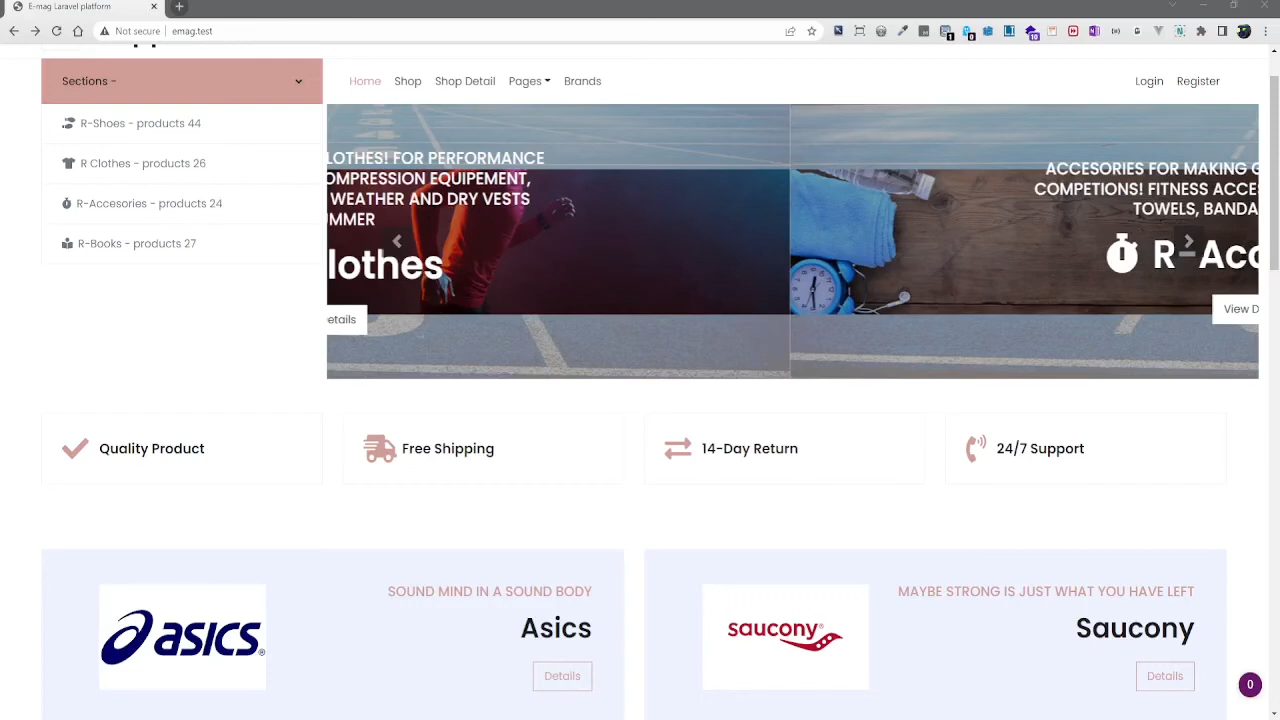 E-mag Laravel platform
Not secure
emag.test
1
9
10
Sections -
Home
Shop
Shop Detail
Pages
Brands
Login
Register
R-Shoes - products 44
R Clothes - products 26
R-Accesories - products 24
R-Books - products 27
LOTHES! FOR PERFORMANCE
OMPRESSION EQUIPEMENT,
WEATHER AND DRY VESTS
MMER
lothes
etails
ACCESORIES FOR MAKING G
COMPETIONS! FITNESS ACCE
TOWELS, BANDA
R-Acc
View D
Quality Product
Free Shipping
14-Day Return
24/7 Support
asics
SOUND MIND IN A SOUND BODY
Asics
Details
saucony
MAYBE STRONG IS JUST WHAT YOU HAVE LEFT
Saucony
Details
0